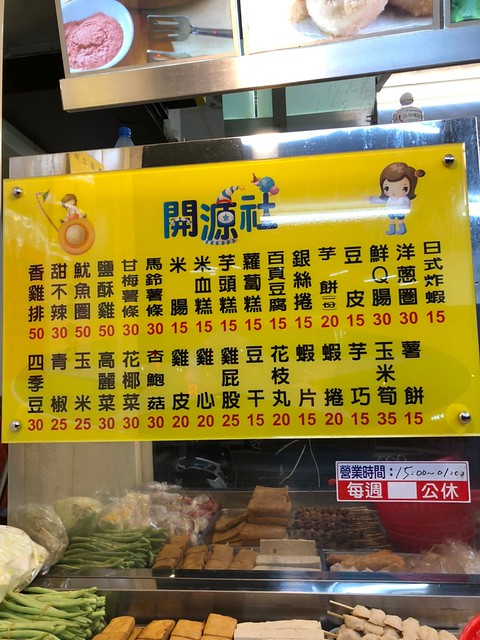 開源社
日式炸蝦 15
洋蔥圈 30
鮮Q腸 30
豆皮 15
芋餅 20
銀絲捲 15
百頁豆腐 20
蘿蔔糕 15
芋頭糕 15
米血糕 15
米腸 15
馬鈴薯條 30
甘梅薯條 30
鹽酥雞 50
魷魚圈 50
甜不辣 30
香雞排 50
薯餅 15
玉米筍 35
芋巧 15
蝦捲 20
蝦片 15
花枝丸 20
豆干 15
雞屁股 25
雞心 20
雞皮 20
杏鮑菇 30
花椰菜 30
高麗菜 30
玉米 25
青椒 25
四季豆 30
營業時間:15:00~01:00
每週 公休